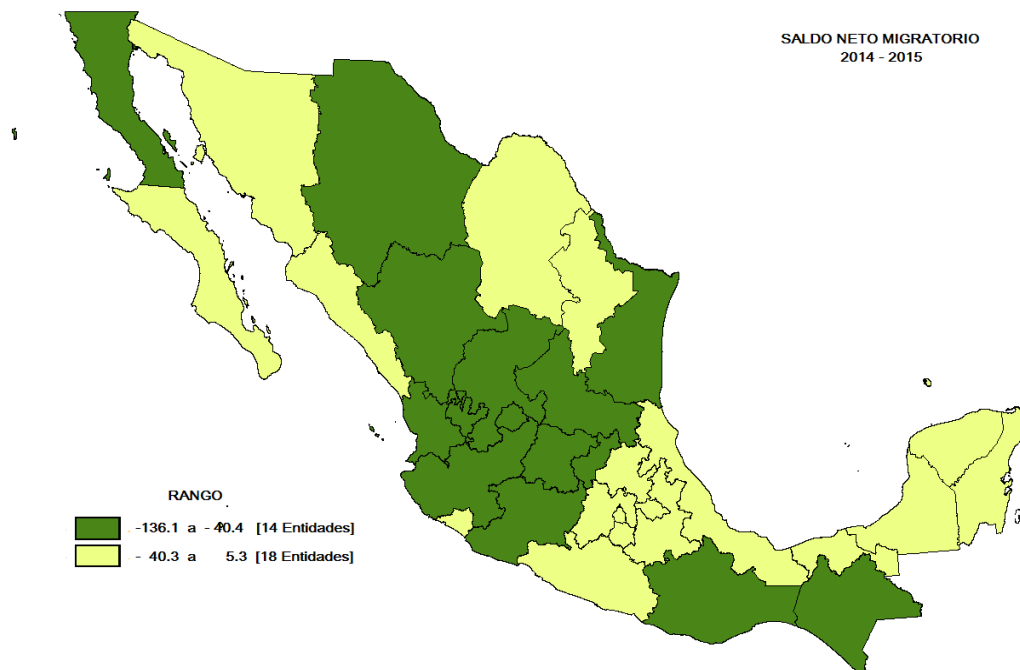 SALDO NETO MIGRATORIO
2014 - 2015
RANGO
-136.1 a - 40.4 [14 Entidades]
- 40.3 a 5.3 [18 Entidades]